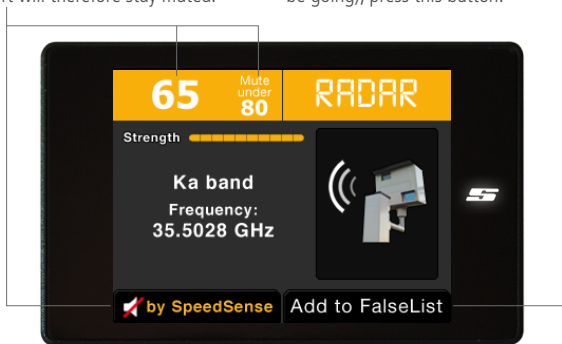 rt will therefore stay muted.
be going), press this button.
65
Mute
under
80
RADAR
Strength
Ka band
Frequency:
35.5028 GHz
by SpeedSense
Add to FalseList